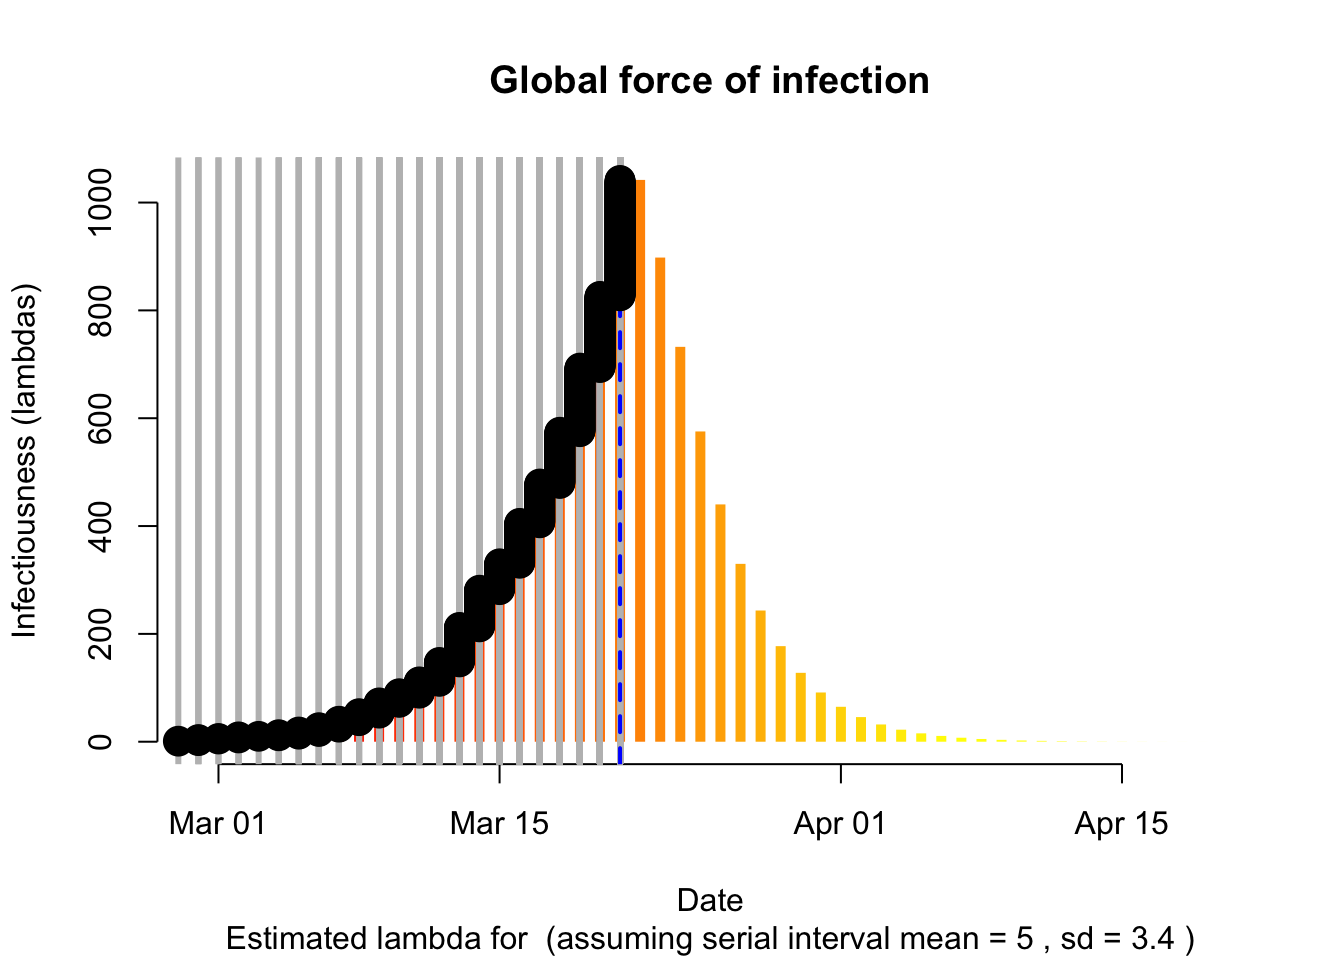 Global force of infection
Infectiousness (lambdas)
1000
800
600
400
200
0
Mar 01
Mar 15
Apr 01
Apr 15
Date
Estimated lambda for  (assuming serial interval mean = 5 , sd = 3.4 )